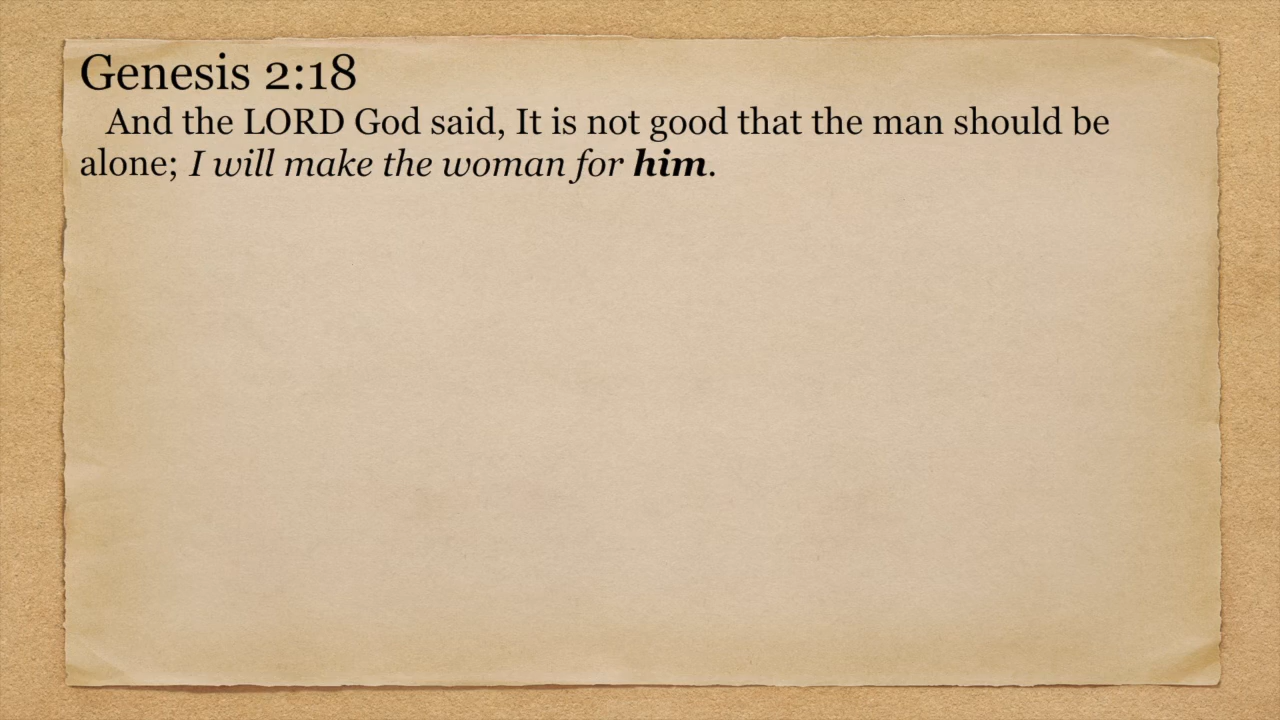 Genesis 2:18
And the LORD God said, It is not good that the man should be
alone; I will make the woman for him.